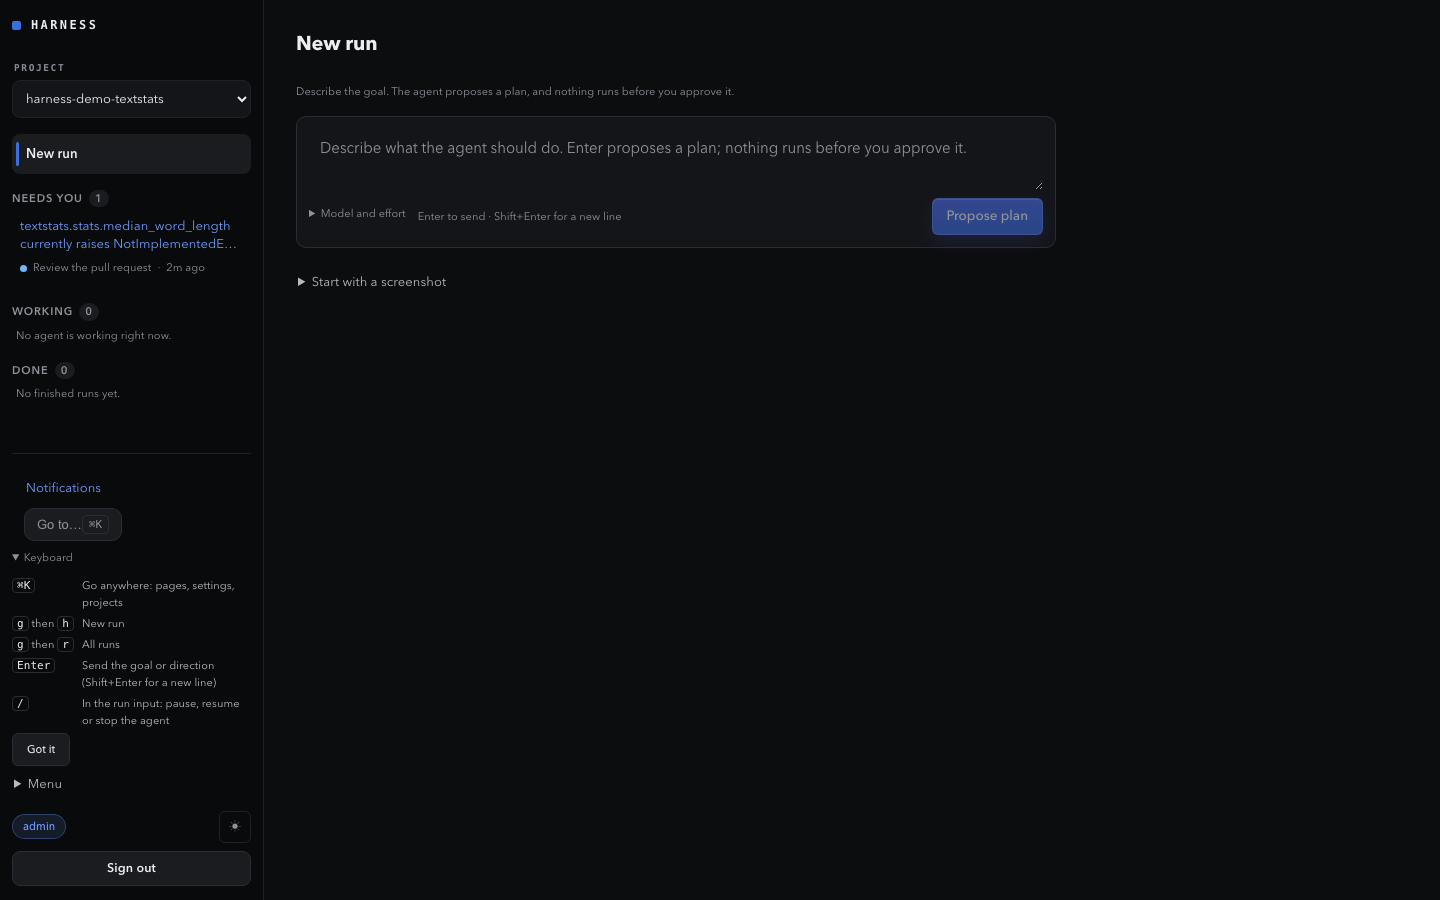 HARNESS
PROJECT
harness-demo-textstats
New run
NEEDS YOU 1
textstats.stats.median_word_length
currently raises NotImplementedE…
Review the pull request · 2m ago
WORKING 0
No agent is working right now.
DONE 0
No finished runs yet.
Notifications
Go to… ⌘K
Keyboard
⌘K Go anywhere: pages, settings,
projects
g then h New run
g then r All runs
Enter Send the goal or direction
(Shift+Enter for a new line)
/ In the run input: pause, resume
or stop the agent
Got it
Menu
admin
Sign out
New run
Describe the goal. The agent proposes a plan, and nothing runs before you approve it.
Describe what the agent should do. Enter proposes a plan; nothing runs before you approve it.
Model and effort Enter to send · Shift+Enter for a new line Propose plan
Start with a screenshot